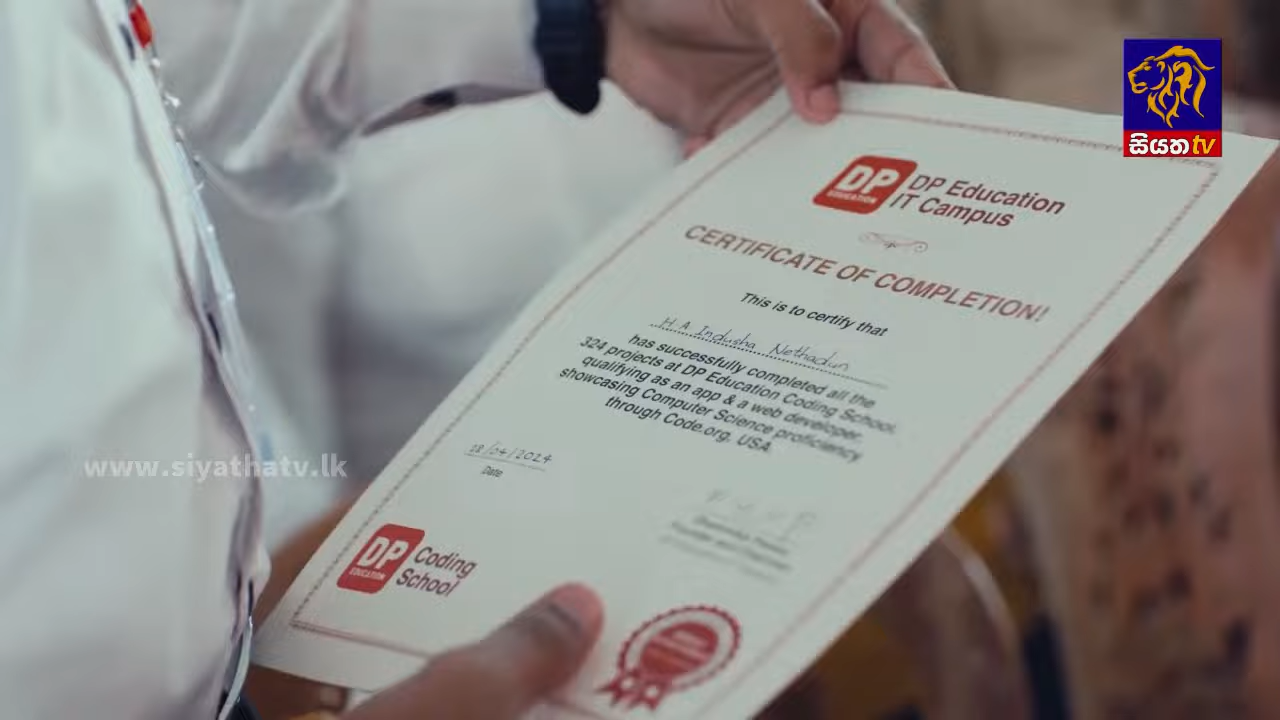 සියත tv
DP
EDUCATION
DP Education
IT Campus
CERTIFICATE OF COMPLETION!
This is to certify that
H A Indusha Nethadun
has successfully completed all the
324 projects at DP Education Coding School.
qualifying as an app & a web developer,
showcasing Computer Science proficiency
through Code.org, USA
28/04/2024
Date
www.siyathatv.lk
DP
EDUCATION
Coding
School